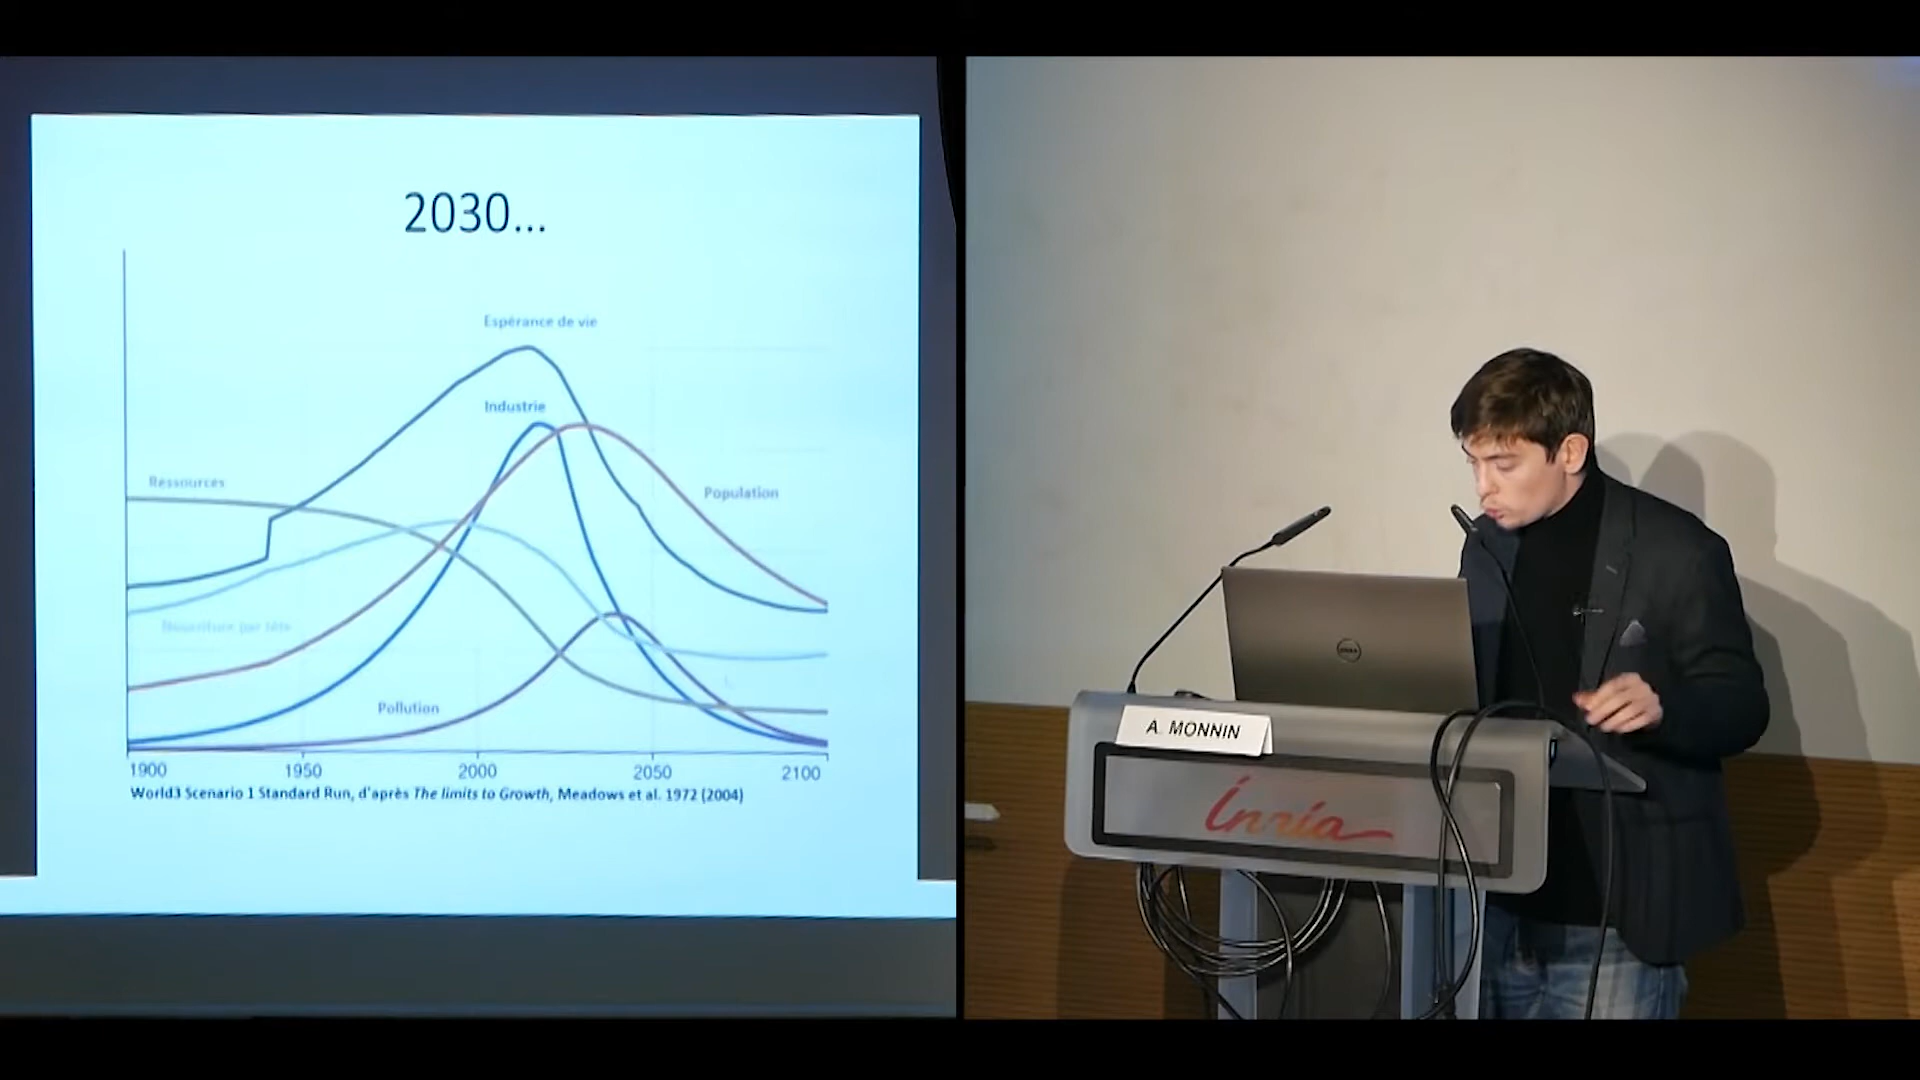 2030...
Espérance de vie
Industrie
Ressources
Population
Nourriture par tête
Pollution
1900 1950 2000 2050 2100
World3 Scenario 1 Standard Run, d'après The limits to Growth, Meadows et al. 1972 (2004)
DELL
A. MONNIN
Inria